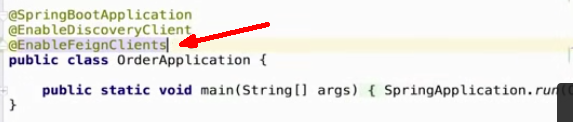 @SpringBootApplication
@EnableDiscoveryClient
@EnableFeignClients
public class OrderApplication {
public static void main(String[] args) { SpringApplication.run(
}